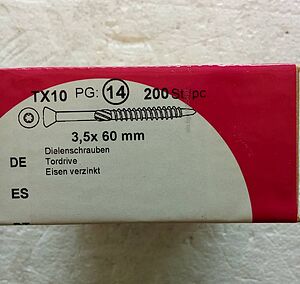 TX10 PG: 14 200 St./pc
3,5x 60 mm
DE Dielenschrauben
Tordrive
Eisen verzinkt
ES